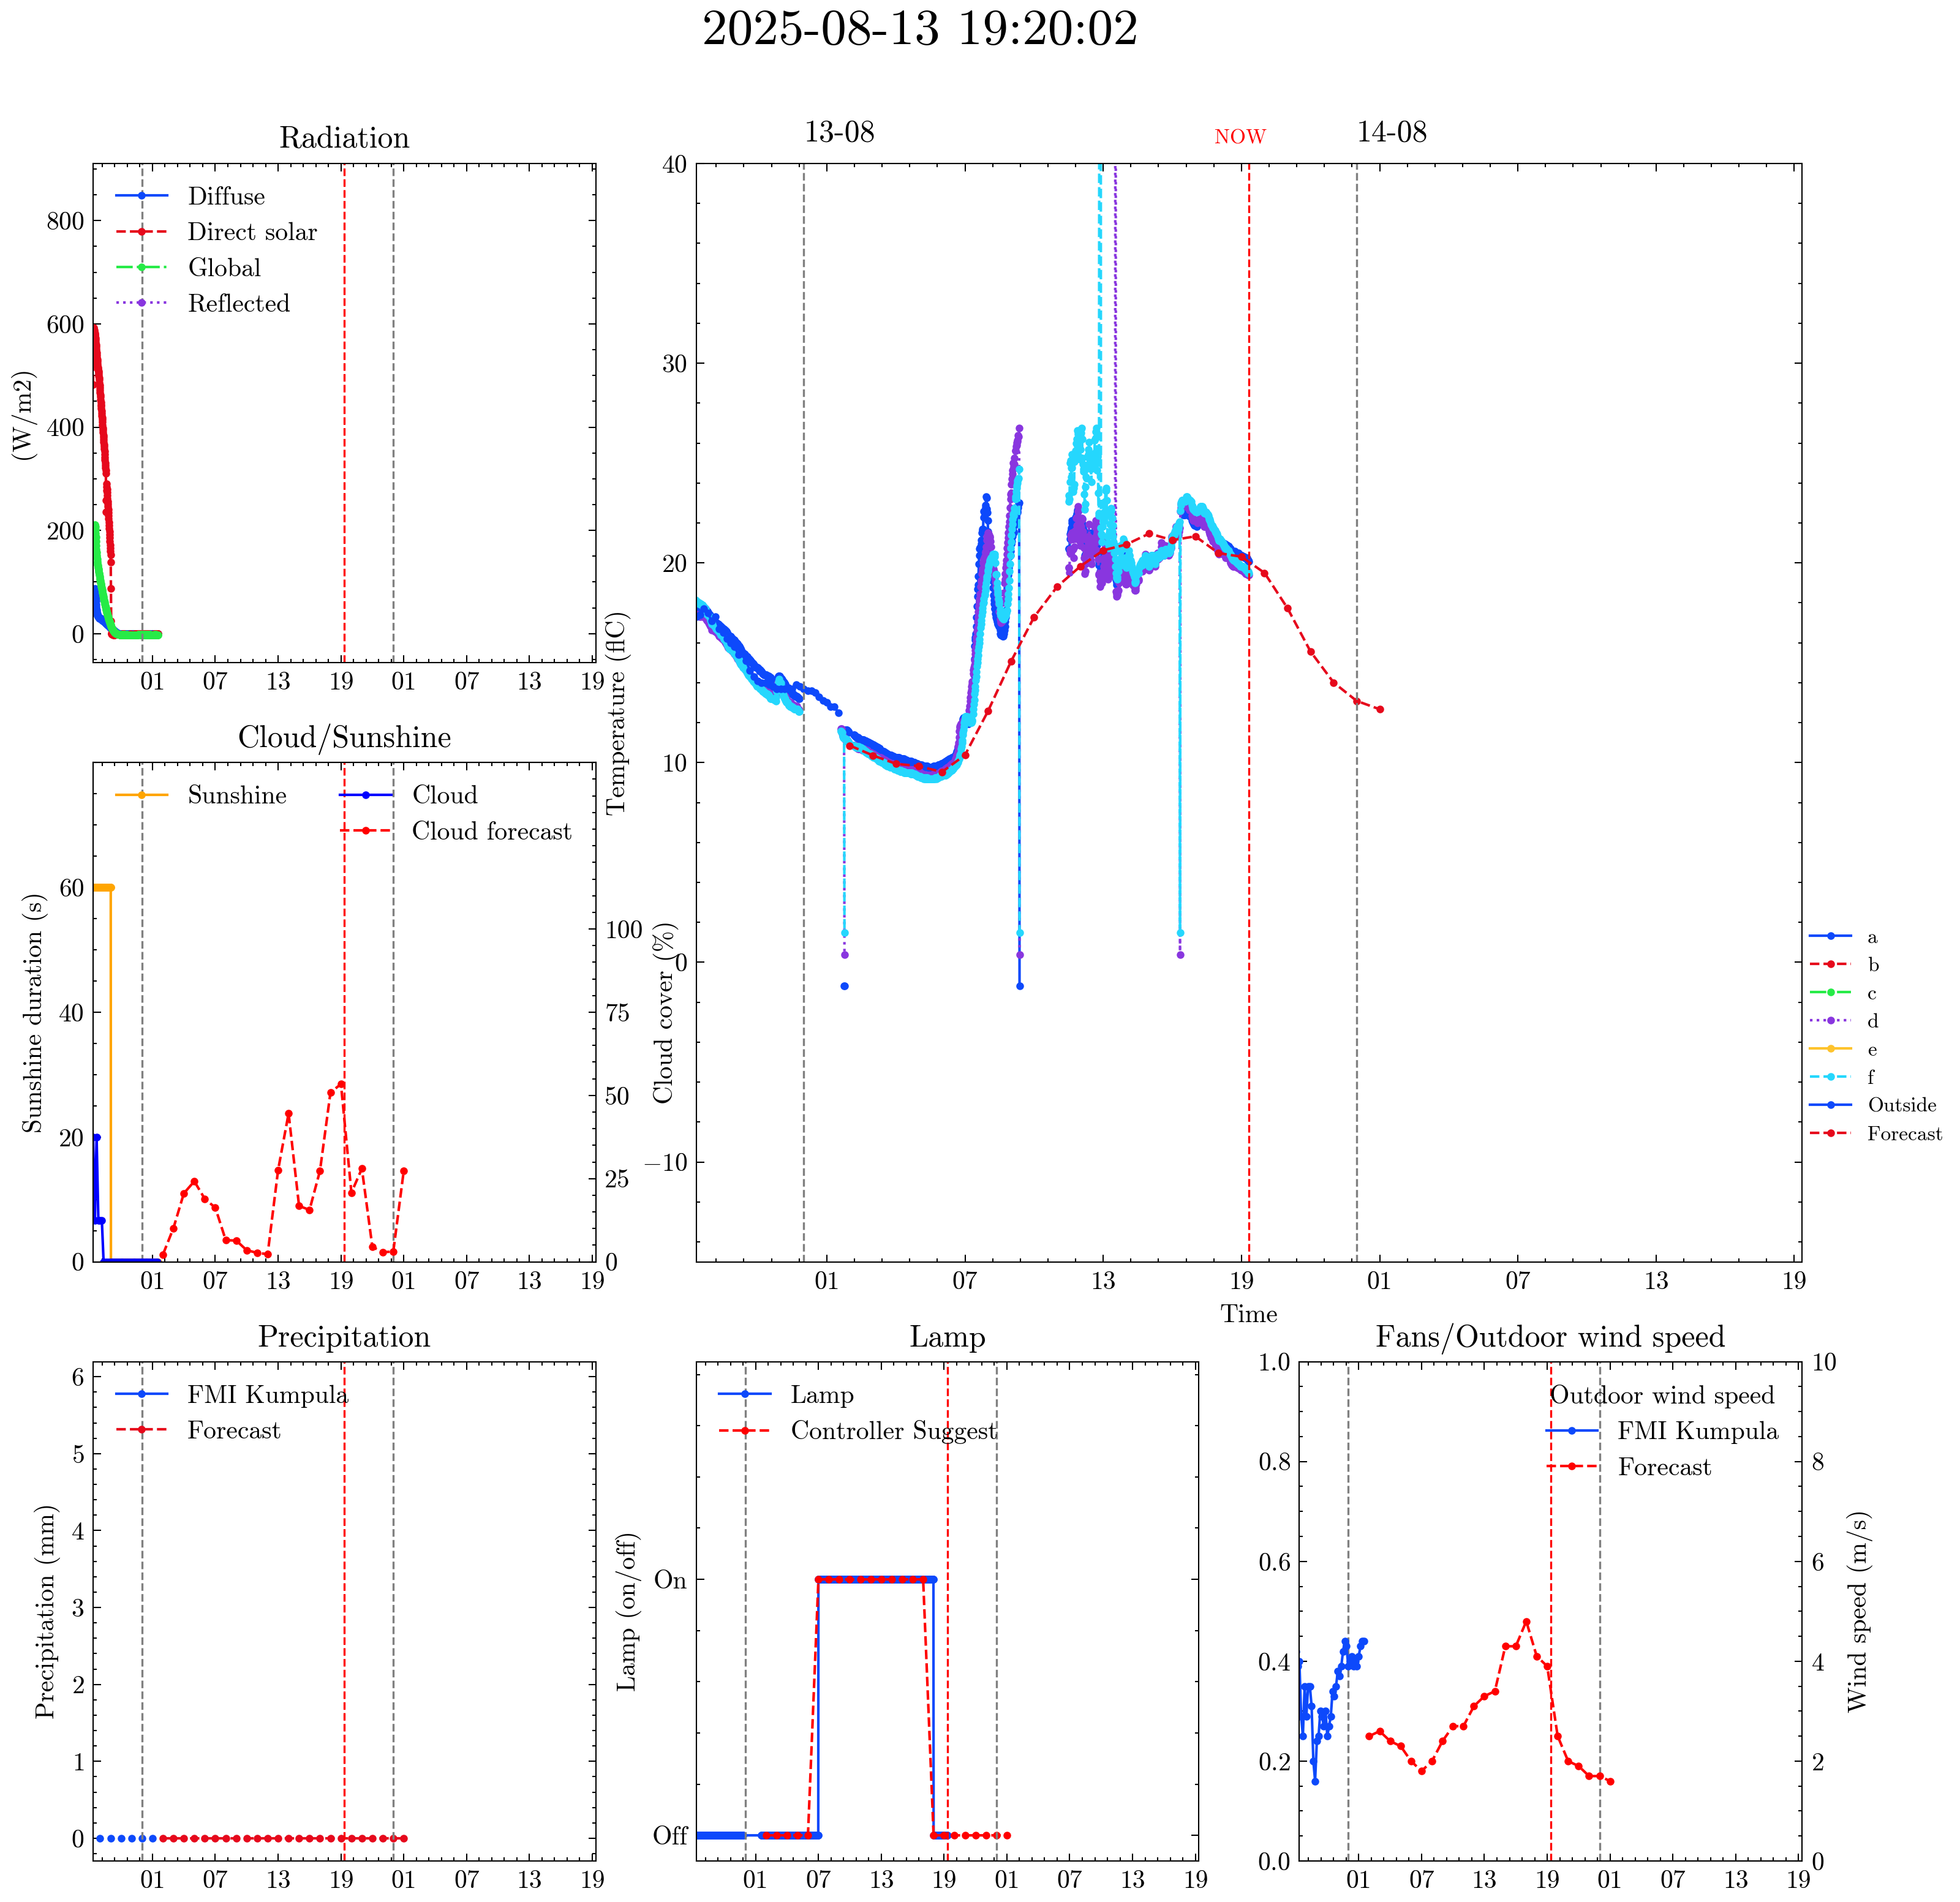 2025-08-13 19:20:02
Radiation
Diffuse
Direct solar
Global
Reflected
(W/m2)
800
600
400
200
0
01 07 13 19 01 07 13 19
13-08 NOW 14-08
Temperature (flC)
40
30
20
10
0
−10
01 07 13 19 01 07 13 19
Time
a
b
c
d
e
f
Outside
Forecast
Cloud/Sunshine
Sunshine
Cloud
Cloud forecast
Sunshine duration (s)
60
40
20
0
Cloud cover (%)
100
75
50
25
0
01 07 13 19 01 07 13 19
Precipitation
FMI Kumpula
Forecast
Precipitation (mm)
6
5
4
3
2
1
0
01 07 13 19 01 07 13 19
Lamp
Lamp
Controller Suggest
Lamp (on/off)
On
Off
01 07 13 19 01 07 13 19
Fans/Outdoor wind speed
Outdoor wind speed
FMI Kumpula
Forecast
1.0
0.8
0.6
0.4
0.2
0.0
Wind speed (m/s)
10
8
6
4
2
0
01 07 13 19 01 07 13 19